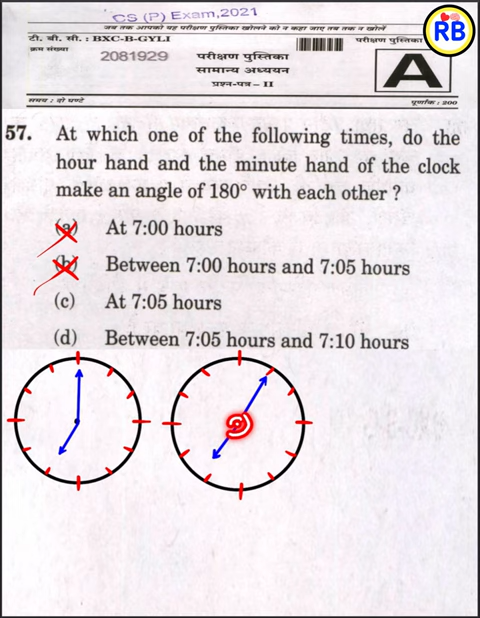 CS (P) Exam,2021
RB
जब तक आपको यह परीक्षण पुस्तिका खोलने को न कहा जाए तब तक न खोलें
टी. बी. सी. : BXC-B-GYLI
परीक्षण पुस्तिका
क्रम संख्या
2081929
परीक्षण पुस्तिका
सामान्य अध्ययन
प्रश्न-पत्र – II
A
समय : दो घण्टे
पूर्णांक : 200
57. At which one of the following times, do the
hour hand and the minute hand of the clock
make an angle of 180° with each other ?
(a) At 7:00 hours
(b) Between 7:00 hours and 7:05 hours
(c) At 7:05 hours
(d) Between 7:05 hours and 7:10 hours